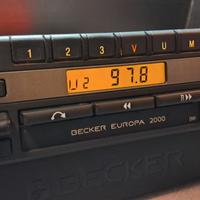 1 2 3 V U M
U2 97.8
BECKER EUROPA 2000
BECKER